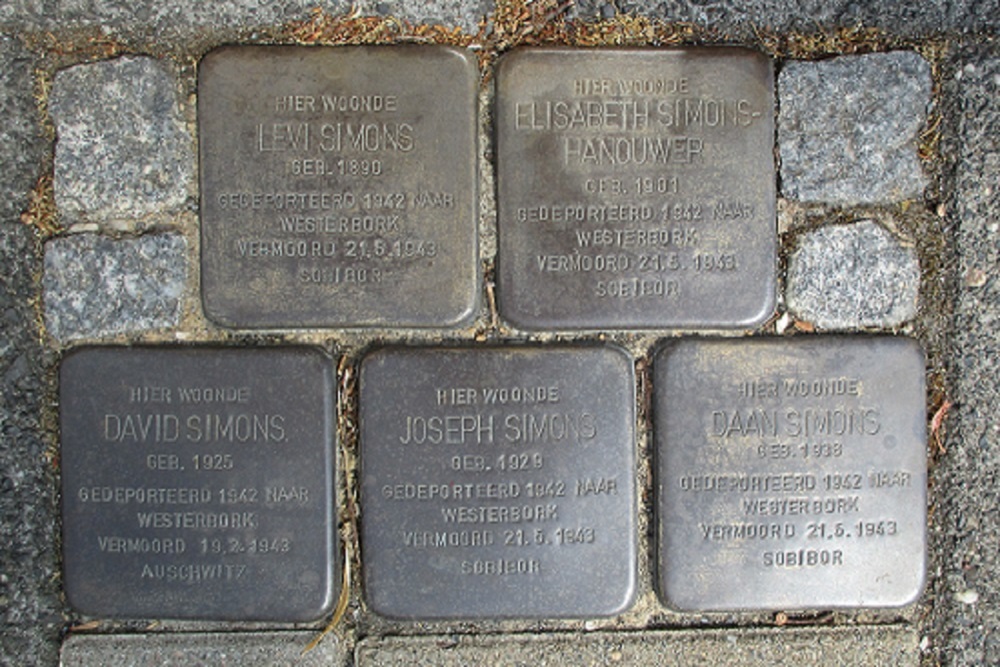 HIER WOONDE
LEVI SIMONS
GEB. 1890
GEDEPORTEERD 1942 NAAR
WESTERBORK
VERMOORD 21.5.1943
SOBIBOR
HIER WOONDE
ELISABETH SIMONS-
HANOUWER
GEB. 1901
GEDEPORTEERD 1942 NAAR
WESTERBORK
VERMOORD 21.5.1943
SOBIBOR
HIER WOONDE
DAVID SIMONS
GEB. 1925
GEDEPORTEERD 1942 NAAR
WESTERBORK
VERMOORD 19.2.1943
AUSCHWITZ
HIER WOONDE
JOSEPH SIMONS
GEB. 1929
GEDEPORTEERD 1942 NAAR
WESTERBORK
VERMOORD 21.5.1943
SOBIBOR
HIER WOONDE
DAAN SIMONS
GEB. 1938
GEDEPORTEERD 1942 NAAR
WESTERBORK
VERMOORD 21.5.1943
SOBIBOR